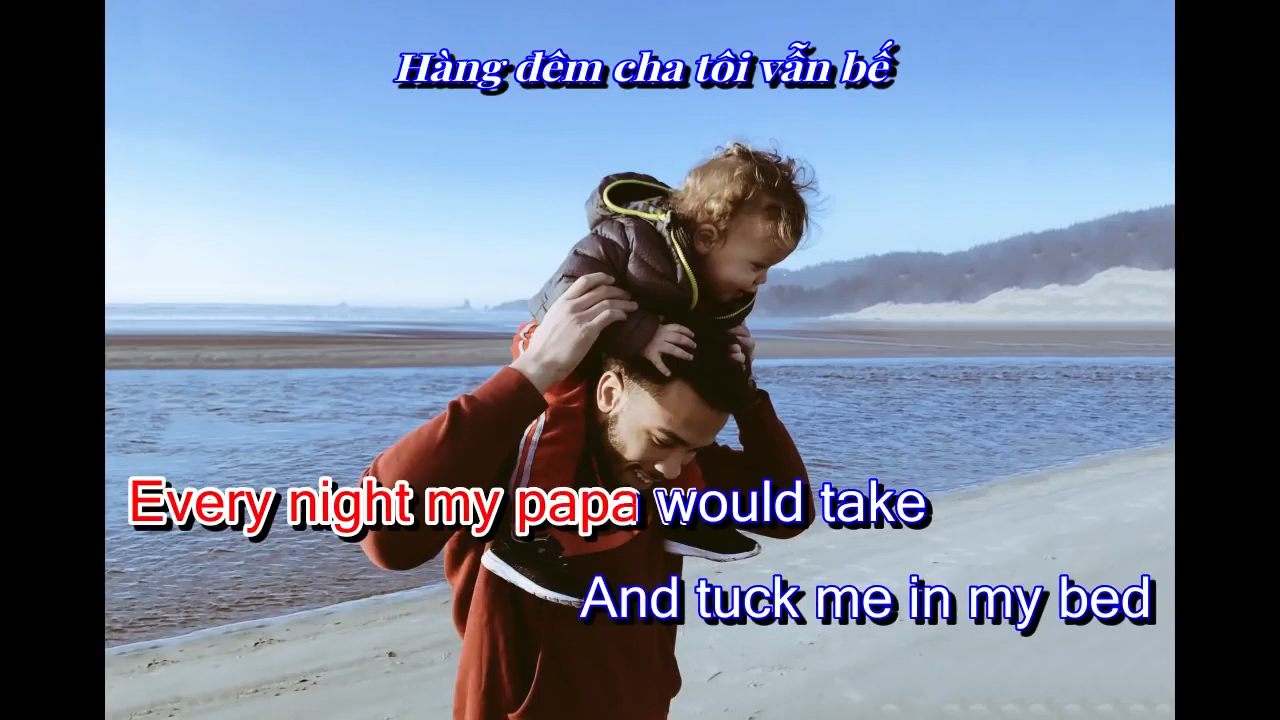 Hàng đêm cha tôi vẫn bế
Every night my papa would take
And tuck me in my bed